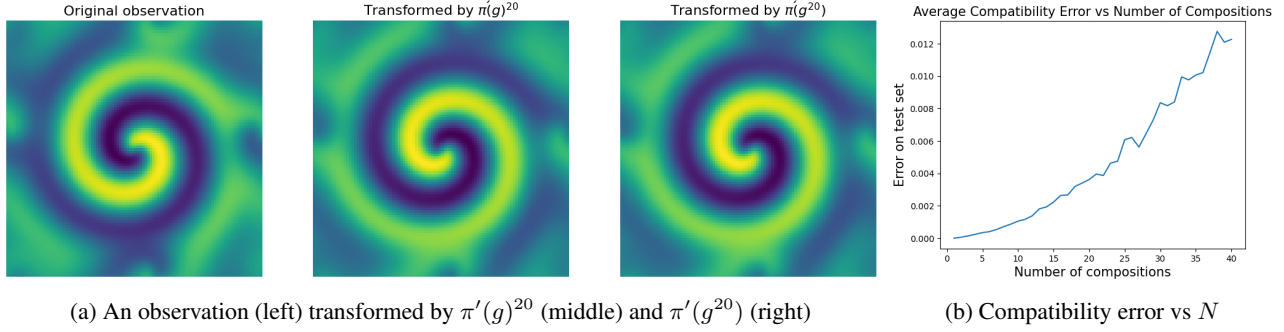 Original observation
Transformed by π′(g)²⁰
Transformed by π′(g²⁰)
Average Compatibility Error vs Number of Compositions
Error on test set
0.012
0.010
0.008
0.006
0.004
0.002
0.000
0 5 10 15 20 25 30 35 40
Number of compositions
(a) An observation (left) transformed by π′(g)²⁰ (middle) and π′(g²⁰) (right)
(b) Compatibility error vs N